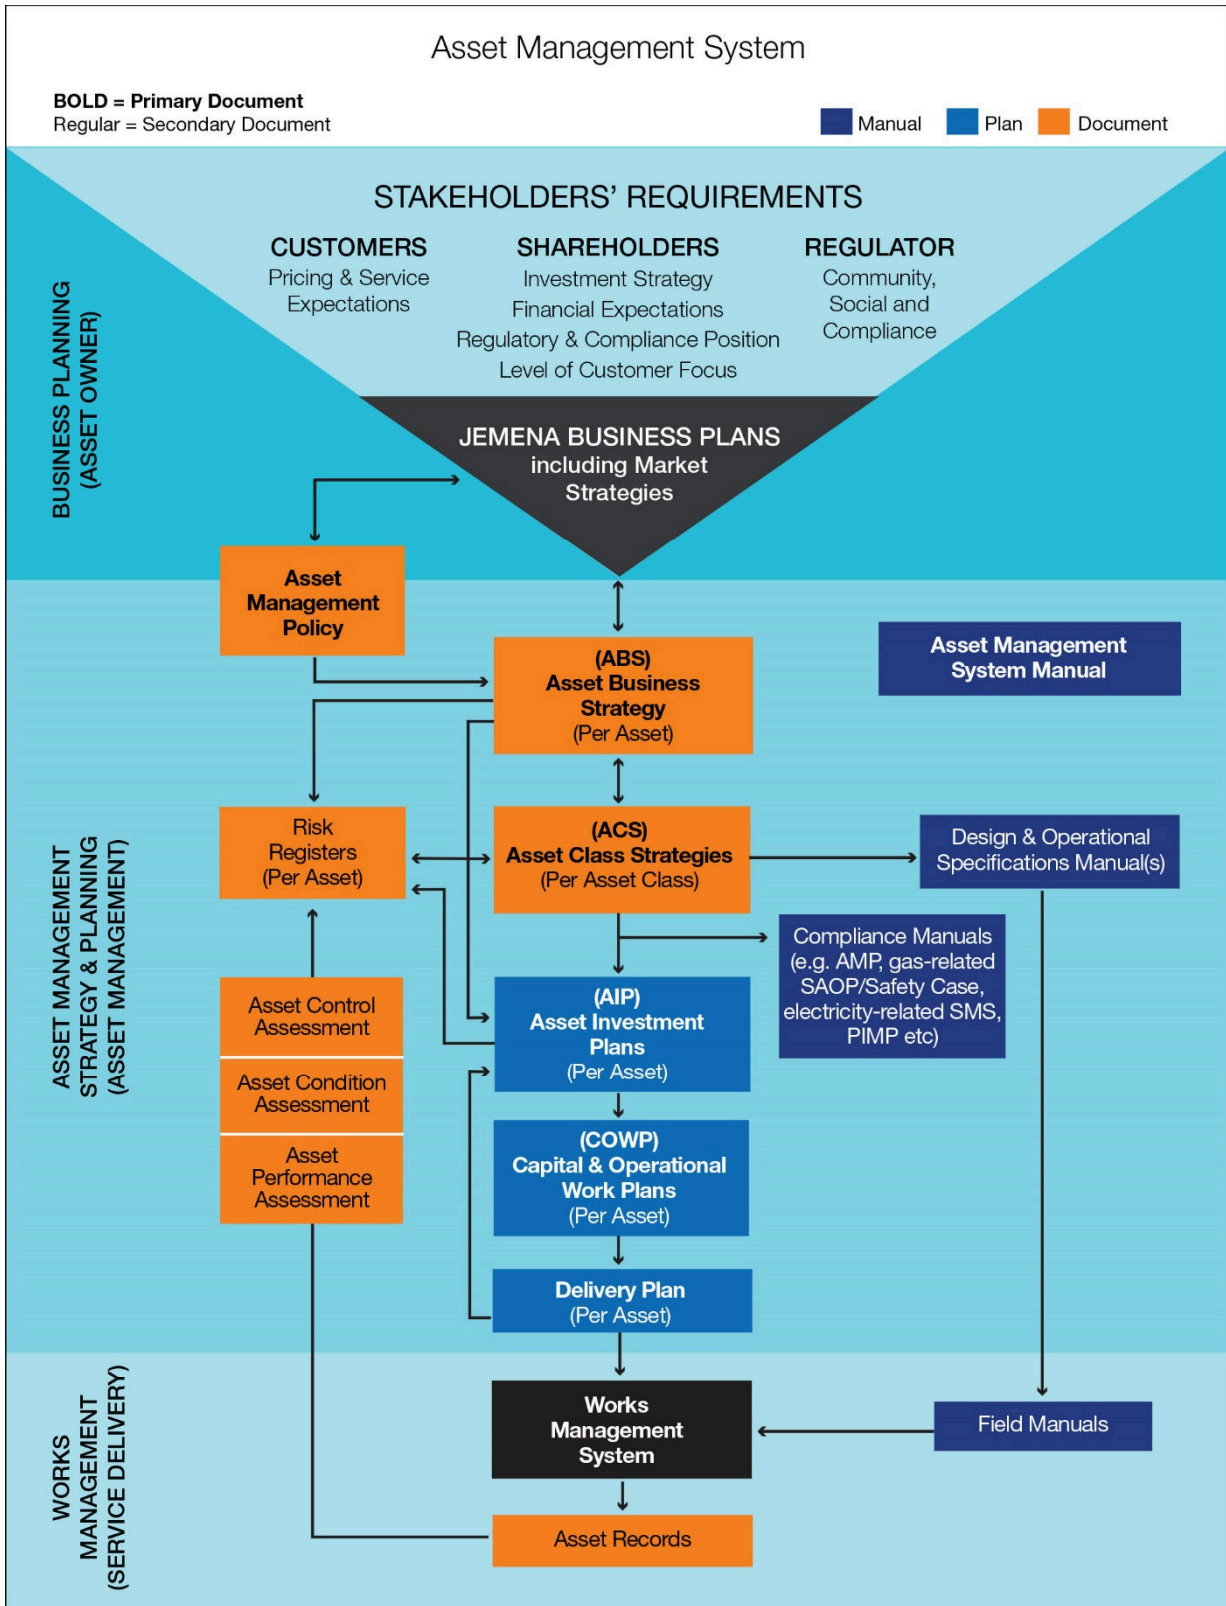 Asset Management System
BOLD = Primary Document
Regular = Secondary Document
Manual
Plan
Document
STAKEHOLDERS’ REQUIREMENTS
CUSTOMERS
Pricing & Service
Expectations
SHAREHOLDERS
Investment Strategy
Financial Expectations
Regulatory & Compliance Position
Level of Customer Focus
REGULATOR
Community,
Social and
Compliance
BUSINESS PLANNING
(ASSET OWNER)
JEMENA BUSINESS PLANS
including Market
Strategies
Asset
Management
Policy
(ABS)
Asset Business
Strategy
(Per Asset)
Asset Management
System Manual
ASSET MANAGEMENT
STRATEGY & PLANNING
(ASSET MANAGEMENT)
Risk
Registers
(Per Asset)
(ACS)
Asset Class Strategies
(Per Asset Class)
Design & Operational
Specifications Manual(s)
Compliance Manuals
(e.g. AMP, gas-related
SAOP/Safety Case,
electricity-related SMS,
PIMP etc)
Asset Control
Assessment
Asset Condition
Assessment
Asset
Performance
Assessment
(AIP)
Asset Investment
Plans
(Per Asset)
(COWP)
Capital & Operational
Work Plans
(Per Asset)
Delivery Plan
(Per Asset)
WORKS
MANAGEMENT
(SERVICE DELIVERY)
Works
Management
System
Field Manuals
Asset Records